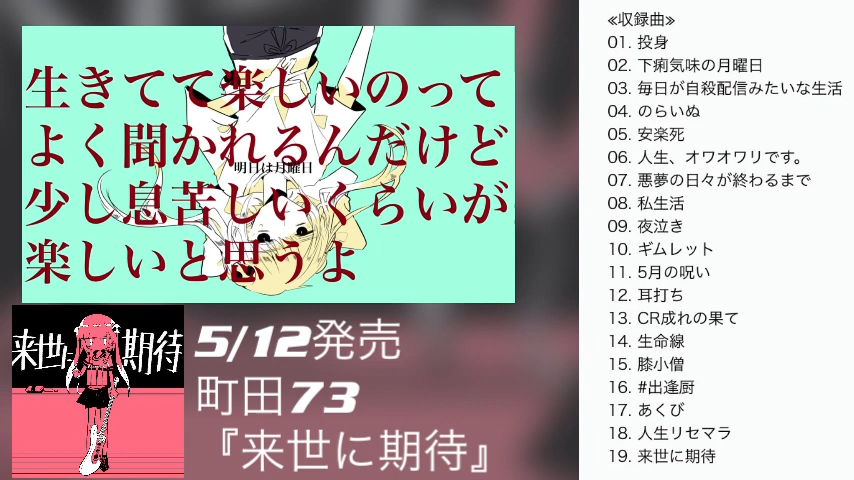 生きてて楽しいのって
よく聞かれるんだけど
明日は月曜日
少し息苦しいくらいが
楽しいと思うよ
来世に期待
5/12発売
町田73
『来世に期待』
≪収録曲≫
01. 投身
02. 下痢気味の月曜日
03. 毎日が自殺配信みたいな生活
04. のらいぬ
05. 安楽死
06. 人生、オワオワリです。
07. 悪夢の日々が終わるまで
08. 私生活
09. 夜泣き
10. ギムレット
11. 5月の呪い
12. 耳打ち
13. CR成れの果て
14. 生命線
15. 膝小僧
16. #出逢厨
17. あくび
18. 人生リセマラ
19. 来世に期待